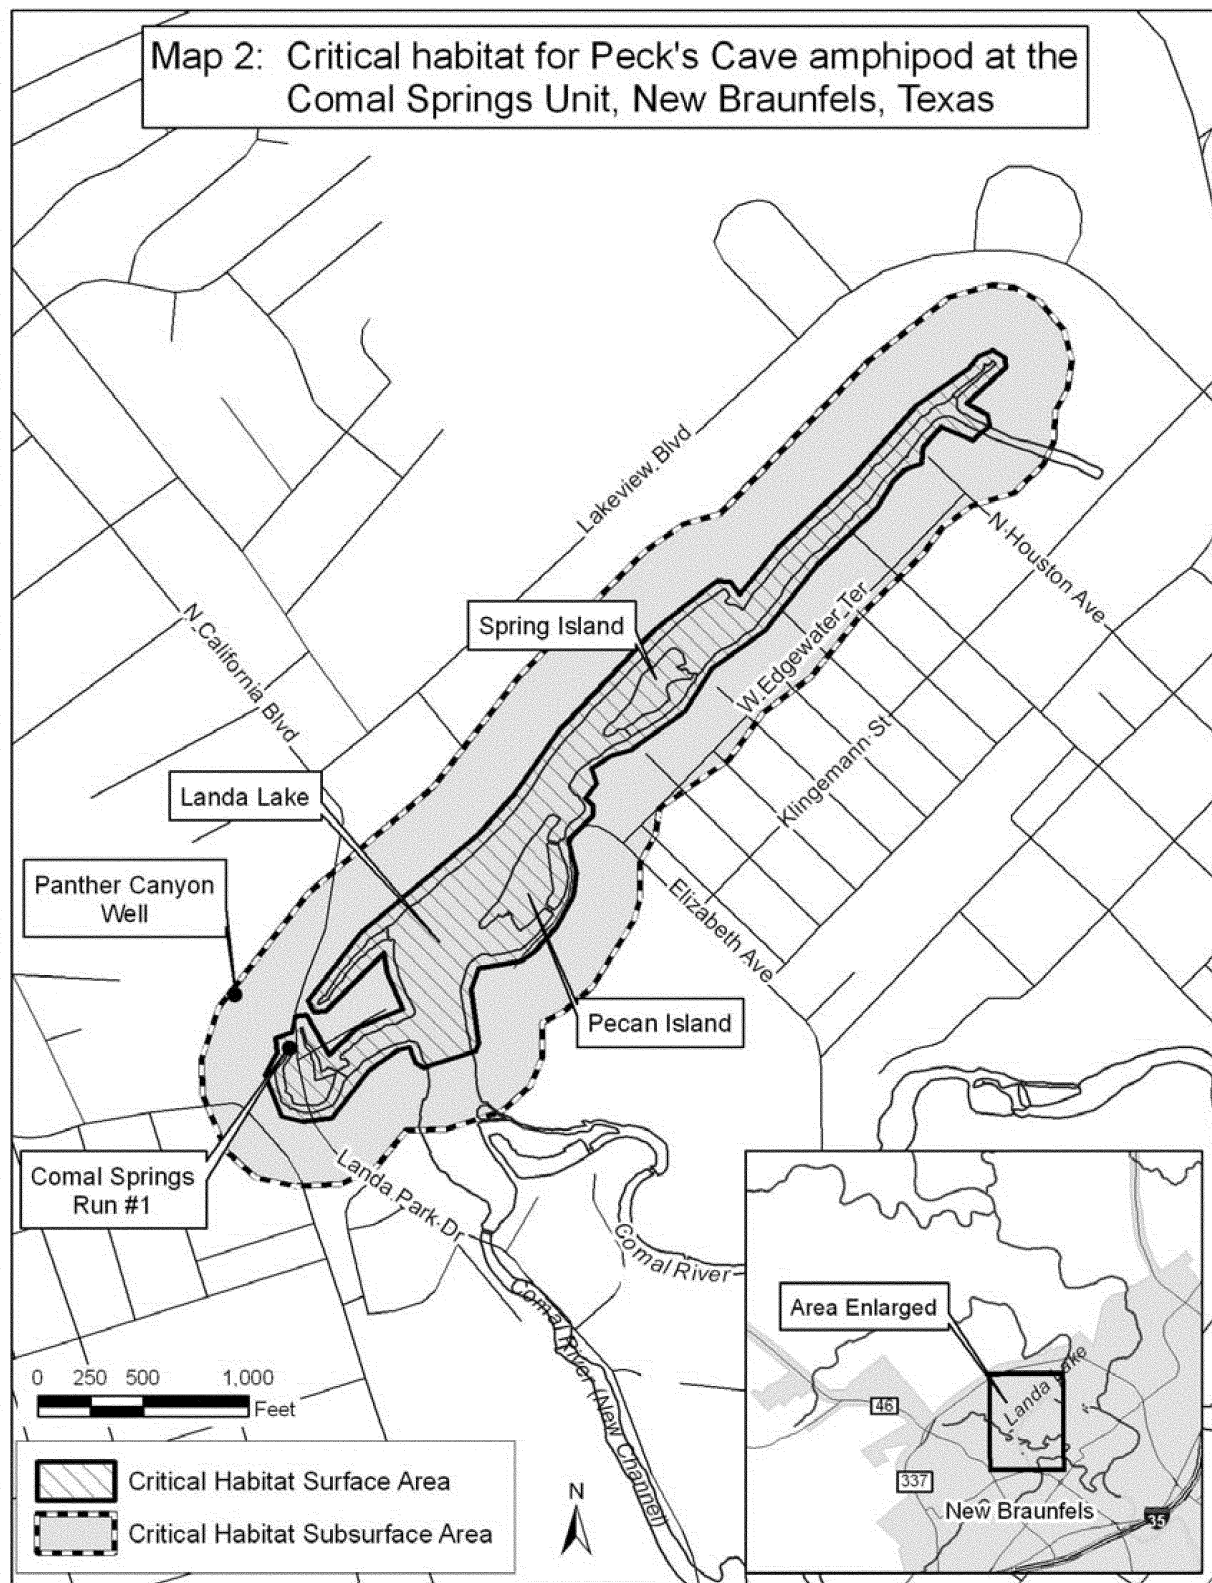 Map 2: Critical habitat for Peck's Cave amphipod at the
Comal Springs Unit, New Braunfels, Texas
Lakeview Blvd
N Houston Ave
N California Blvd
Spring Island
W Edgewater Ter
Klingemann St
Landa Lake
Panther Canyon
Well
Elizabeth Ave
Pecan Island
Comal Springs
Run #1
Landa Park Dr
Comal River
Comal River (New Channel)
Area Enlarged
Landa Lake
46
337
New Braunfels
35
0 250 500 1,000
Feet
Critical Habitat Surface Area
Critical Habitat Subsurface Area
N